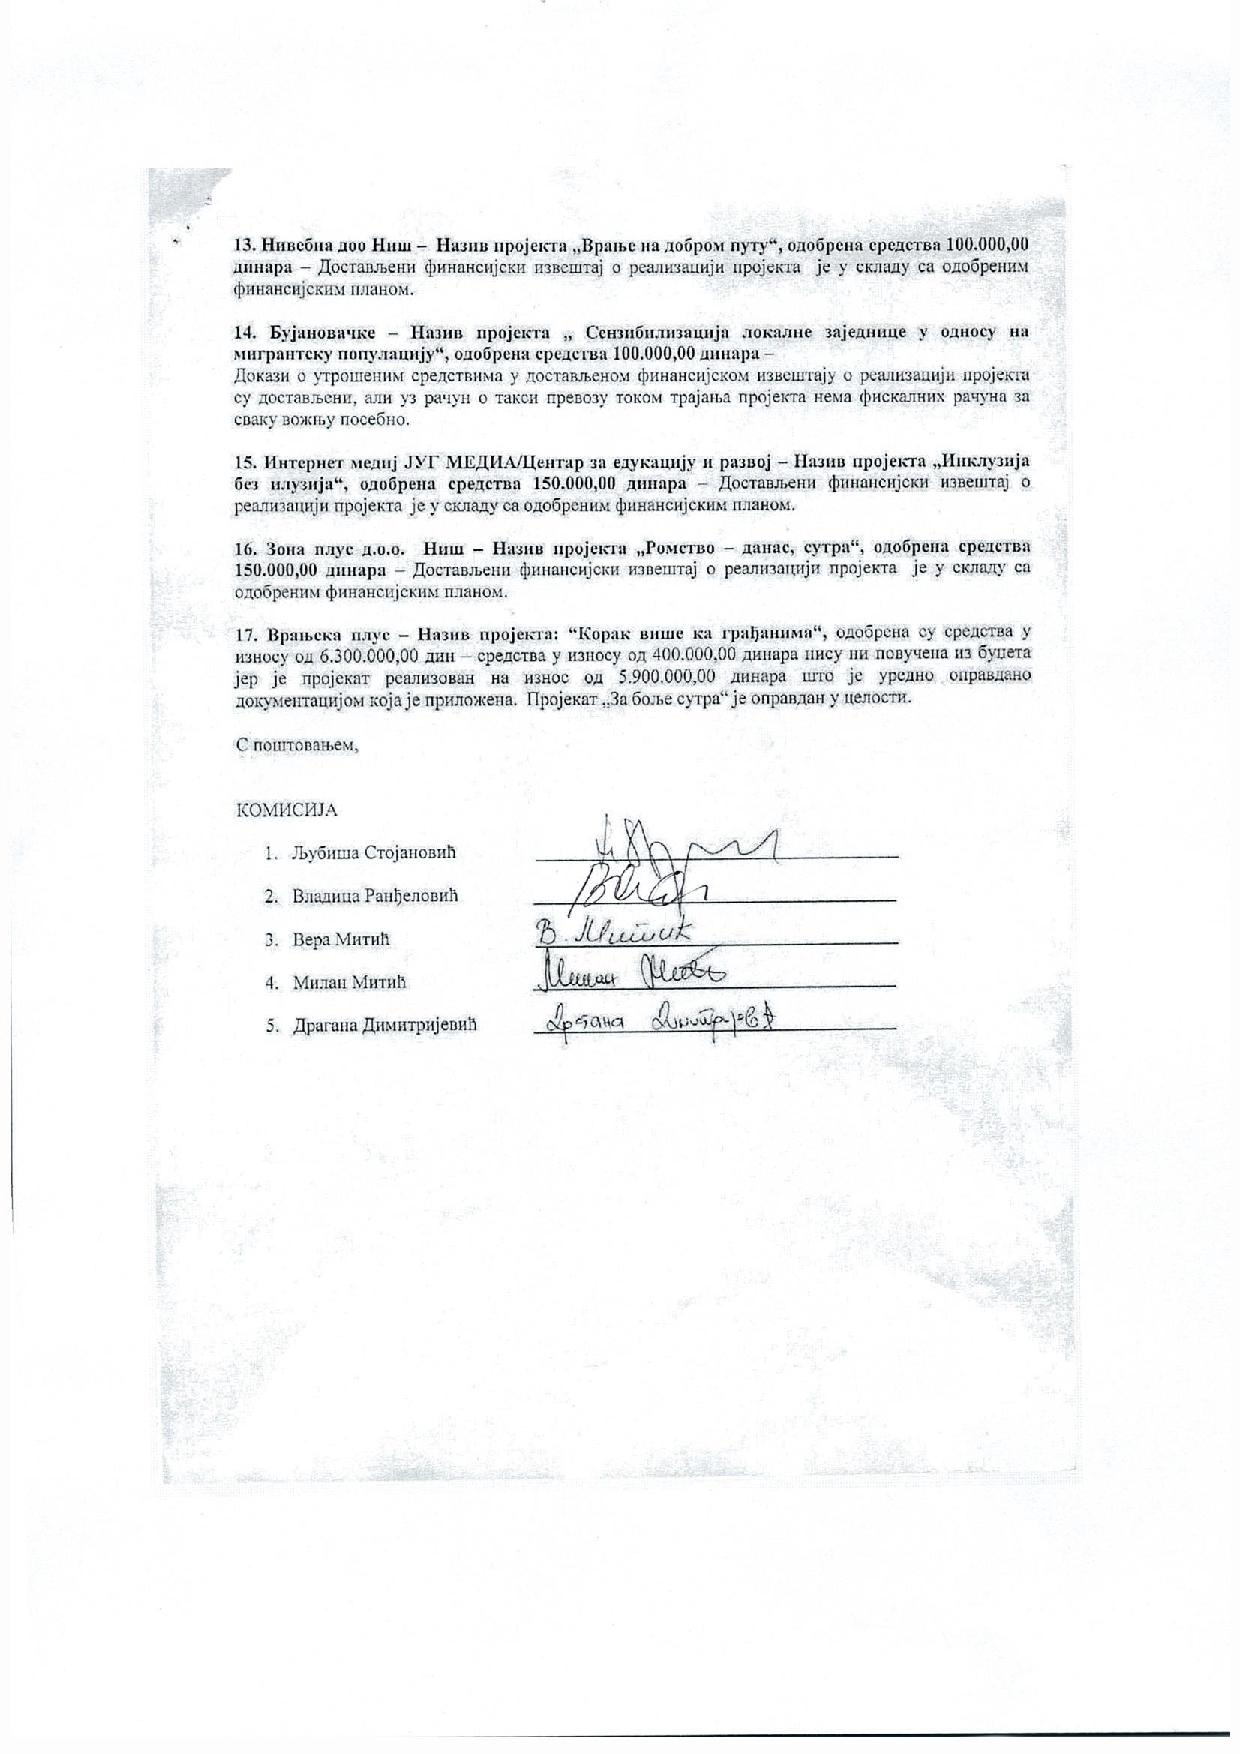 13. Нивебиа доо Ниш – Назив пројекта „Врање на добром путу“, одобрена средства 100.000,00
динара – Достављени финансијски извештај о реализацији пројекта је у складу са одобреним
финансијским планом.
14. Бујановачке – Назив пројекта „ Сензибилизација локалне заједнице у односу на
мигрантску популацију“, одобрена средства 100.000,00 динара –
Докази о утрошеним средствима у достављеном финансијском извештају о реализацији пројекта
су достављени, али уз рачун о такси превозу током трајања пројекта нема фискалних рачуна за
сваку вожњу посебно.
15. Интернет медиј ЈУГ МЕДИА/Центар за едукацију и развој – Назив пројекта „Инклузија
без илузија“, одобрена средства 150.000,00 динара – Достављени финансијски извештај о
реализацији пројекта је у складу са одобреним финансијским планом.
16. Зона плус д.о.о. Ниш – Назив пројекта „Ромство – данас, сутра“, одобрена средства
150.000,00 динара – Достављени финансијски извештај о реализацији пројекта је у складу са
одобреним финансијским планом.
17. Врањска плус – Назив пројекта: “Корак више ка грађанима“, одобрена су средства у
износу од 6.300.000,00 дин – средства у износу од 400.000,00 динара нису ни повучена из буџета
јер је пројекат реализован на износ од 5.900.000,00 динара што је уредно оправдано
документацијом која је приложена. Пројекат „За боље сутра“ је оправдан у целости.
С поштовањем,
КОМИСИЈА
1. Љубиша Стојановић
2. Владица Ранђеловић
3. Вера Митић В. Митић
4. Милан Митић Милан Митић
5. Драгана Димитријевић Драгана Димитријевић